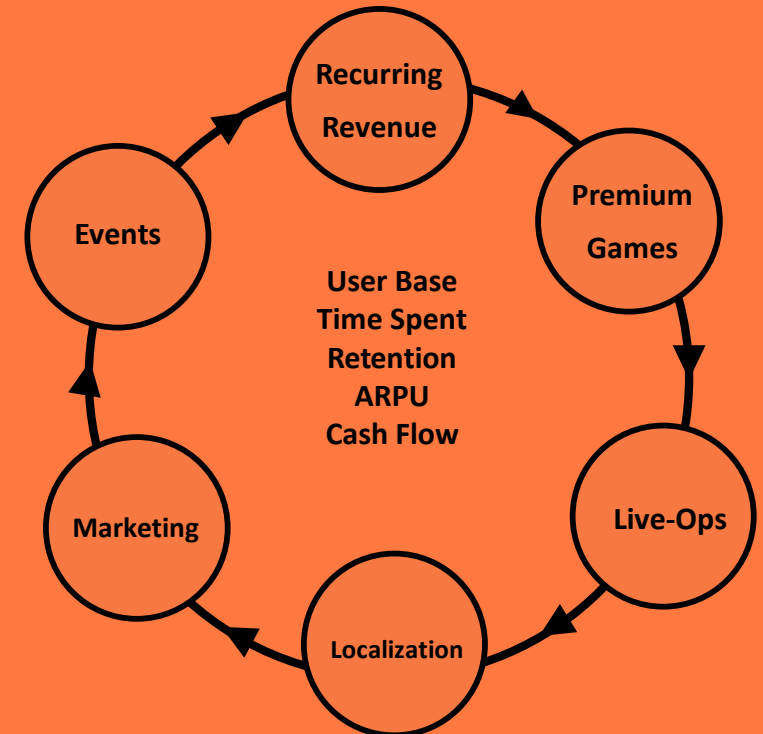 Recurring
Revenue
Premium
Games
Events
User Base
Time Spent
Retention
ARPU
Cash Flow
Live-Ops
Marketing
Localization